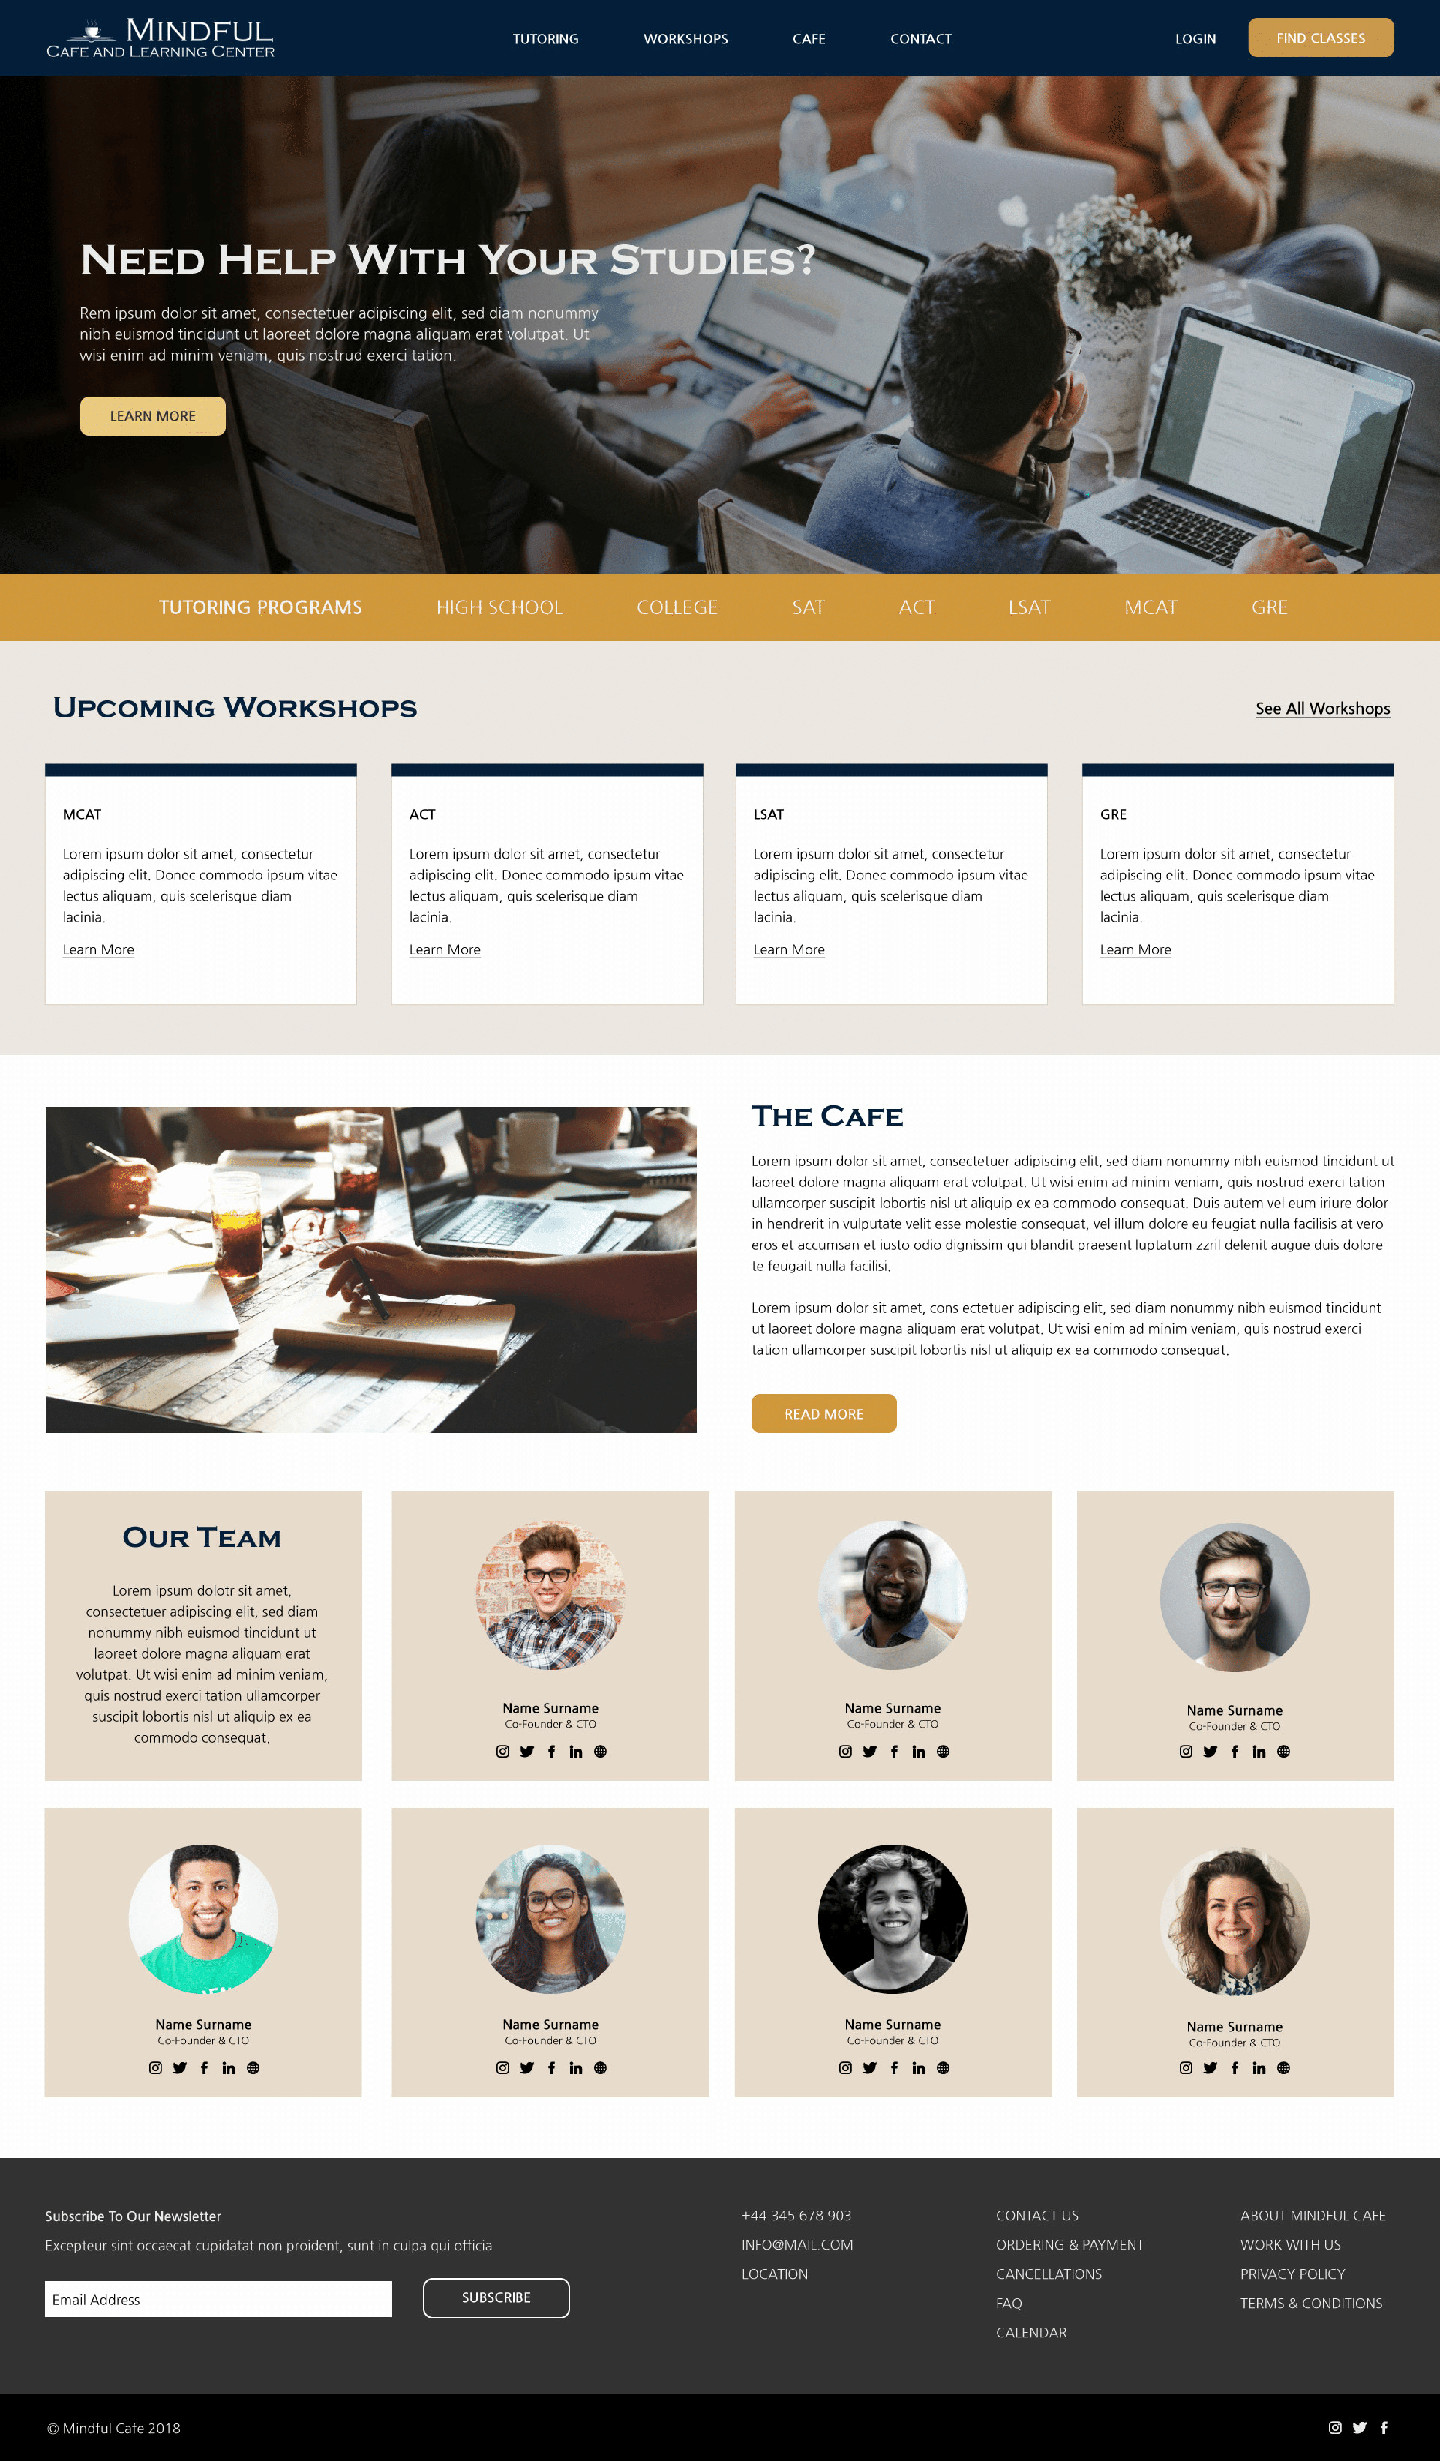 MINDFUL
CAFE AND LEARNING CENTER
TUTORING
WORKSHOPS
CAFE
CONTACT
LOGIN
FIND CLASSES
NEED HELP WITH YOUR STUDIES?
Rem ipsum dolor sit amet, consectetuer adipiscing elit, sed diam nonummy
nibh euismod tincidunt ut laoreet dolore magna aliquam erat volutpat. Ut
wisi enim ad minim veniam, quis nostrud exerci tation.
LEARN MORE
TUTORING PROGRAMS
HIGH SCHOOL
COLLEGE
SAT
ACT
LSAT
MCAT
GRE
UPCOMING WORKSHOPS
See All Workshops
MCAT
Lorem ipsum dolor sit amet, consectetur
adipiscing elit. Donec commodo ipsum vitae
lectus aliquam, quis scelerisque diam
lacinia.
Learn More
ACT
Lorem ipsum dolor sit amet, consectetur
adipiscing elit. Donec commodo ipsum vitae
lectus aliquam, quis scelerisque diam
lacinia.
Learn More
LSAT
Lorem ipsum dolor sit amet, consectetur
adipiscing elit. Donec commodo ipsum vitae
lectus aliquam, quis scelerisque diam
lacinia.
Learn More
GRE
Lorem ipsum dolor sit amet, consectetur
adipiscing elit. Donec commodo ipsum vitae
lectus aliquam, quis scelerisque diam
lacinia.
Learn More
THE CAFE
Lorem ipsum dolor sit amet, consectetuer adipiscing elit, sed diam nonummy nibh euismod tincidunt ut
laoreet dolore magna aliquam erat volutpat. Ut wisi enim ad minim veniam, quis nostrud exerci tation
ullamcorper suscipit lobortis nisl ut aliquip ex ea commodo consequat. Duis autem vel eum iriure dolor
in hendrerit in vulputate velit esse molestie consequat, vel illum dolore eu feugiat nulla facilisis at vero
eros et accumsan et iusto odio dignissim qui blandit praesent luptatum zzril delenit augue duis dolore
te feugait nulla facilisi.
Lorem ipsum dolor sit amet, cons ectetuer adipiscing elit, sed diam nonummy nibh euismod tincidunt
ut laoreet dolore magna aliquam erat volutpat. Ut wisi enim ad minim veniam, quis nostrud exerci
tation ullamcorper suscipit lobortis nisl ut aliquip ex ea commodo consequat.
READ MORE
OUR TEAM
Lorem ipsum dolotr sit amet,
consectetuer adipiscing elit, sed diam
nonummy nibh euismod tincidunt ut
laoreet dolore magna aliquam erat
volutpat. Ut wisi enim ad minim veniam,
quis nostrud exerci tation ullamcorper
suscipit lobortis nisl ut aliquip ex ea
commodo consequat.
Name Surname
Co-Founder & CTO
Name Surname
Co-Founder & CTO
Name Surname
Co-Founder & CTO
Name Surname
Co-Founder & CTO
Name Surname
Co-Founder & CTO
Name Surname
Co-Founder & CTO
Name Surname
Co-Founder & CTO
Subscribe To Our Newsletter
Excepteur sint occaecat cupidatat non proident, sunt in culpa qui officia
Email Address
SUBSCRIBE
+44 345 678 903
INFO@MAIL.COM
LOCATION
CONTACT US
ORDERING & PAYMENT
CANCELLATIONS
FAQ
CALENDAR
ABOUT MINDFUL CAFE
WORK WITH US
PRIVACY POLICY
TERMS & CONDITIONS
© Mindful Cafe 2018